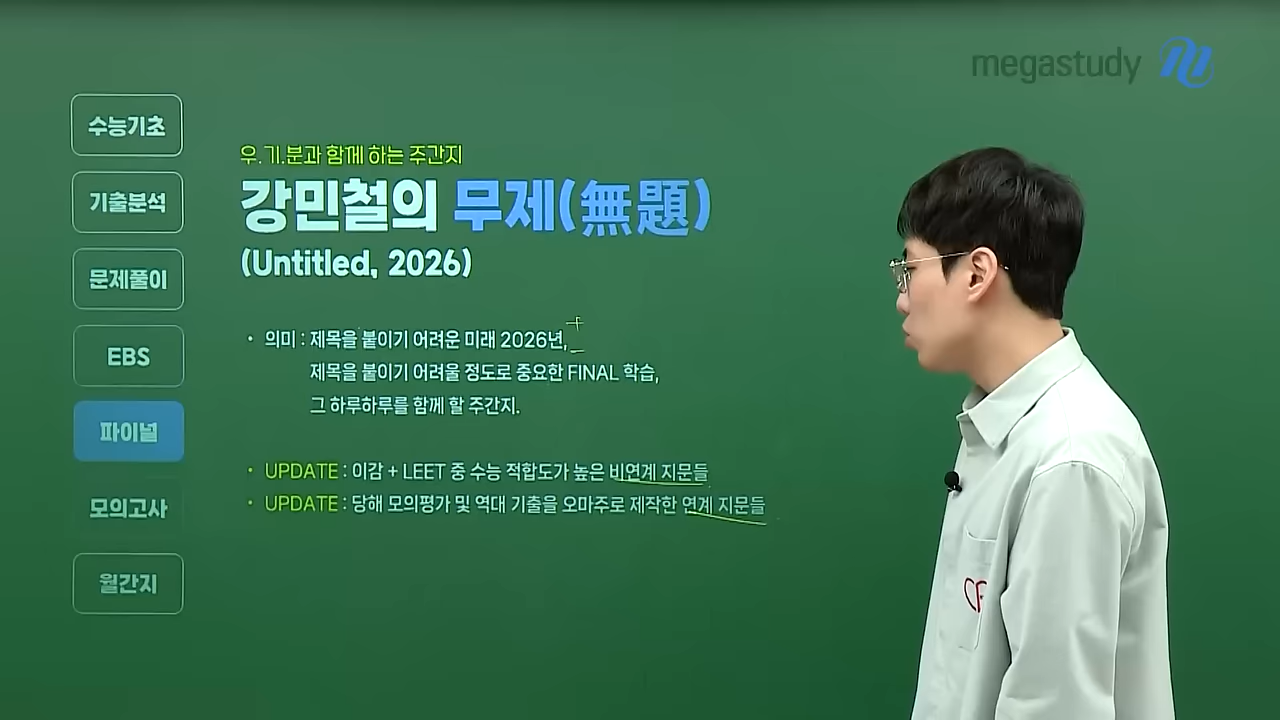 megastudy
수능기초
기출분석
문제풀이
EBS
파이널
모의고사
월간지
우.기.분과 함께 하는 주간지
강민철의 무제(無題)
(Untitled, 2026)
• 의미 : 제목을 붙이기 어려운 미래 2026년,
제목을 붙이기 어려울 정도로 중요한 FINAL 학습,
그 하루하루를 함께 할 주간지.
• UPDATE : 이감 + LEET 중 수능 적합도가 높은 비연계 지문들
• UPDATE : 당해 모의평가 및 역대 기출을 오마주로 제작한 연계 지문들